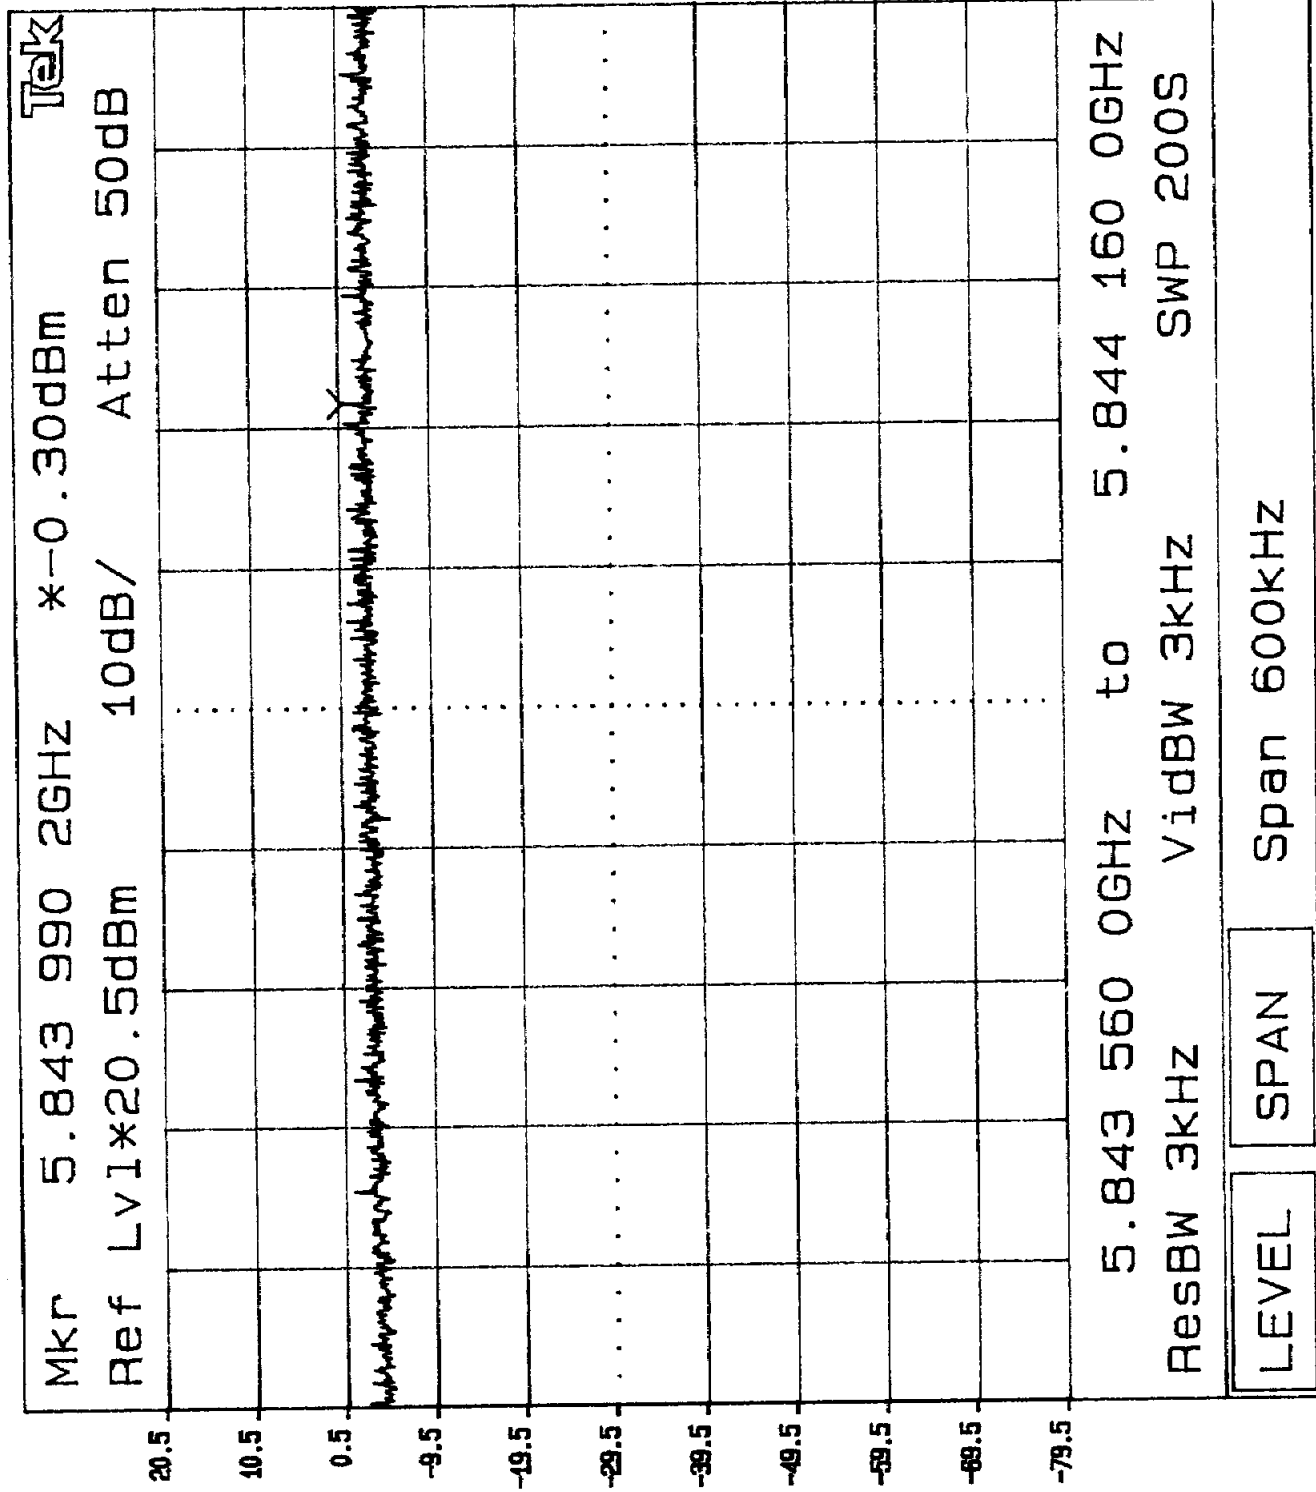 Mkr 5.843 990 2GHz *-0.30dBm Tek
Ref Lvl*20.5dBm 10dB/ Atten 50dB
20.5
10.5
0.5
-9.5
-19.5
-29.5
-39.5
-49.5
-59.5
-69.5
-79.5
5.843 560 0GHz to 5.844 160 0GHz
ResBW 3kHz VidBW 3kHz SWP 200S
LEVEL SPAN Span 600kHz